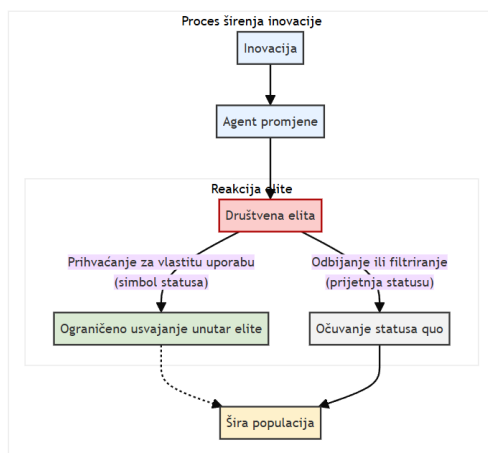 Proces širenja inovacije
Inovacija
Agent promjene
Reakcija elite
Društvena elita
Prihvaćanje za vlastitu uporabu
(simbol statusa)
Odbijanje ili filtriranje
(prijetnja statusu)
Ograničeno usvajanje unutar elite
Očuvanje statusa quo
Šira populacija